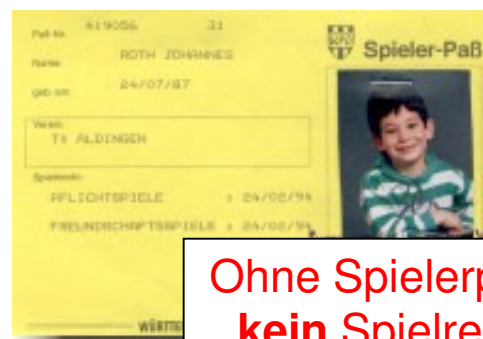 Paß-Nr. 419056 31
Spieler-Paß
Name: ROTH JOHANNES
geb. am: 24/07/87
Verein:
TV ALDINGEN
Spielrecht:
PFLICHTSPIELE : 24/02/94
FREUNDSCHAFTSSPIELE : 24/02/94
Ohne Spielerp
kein Spielre
WÜRTTE